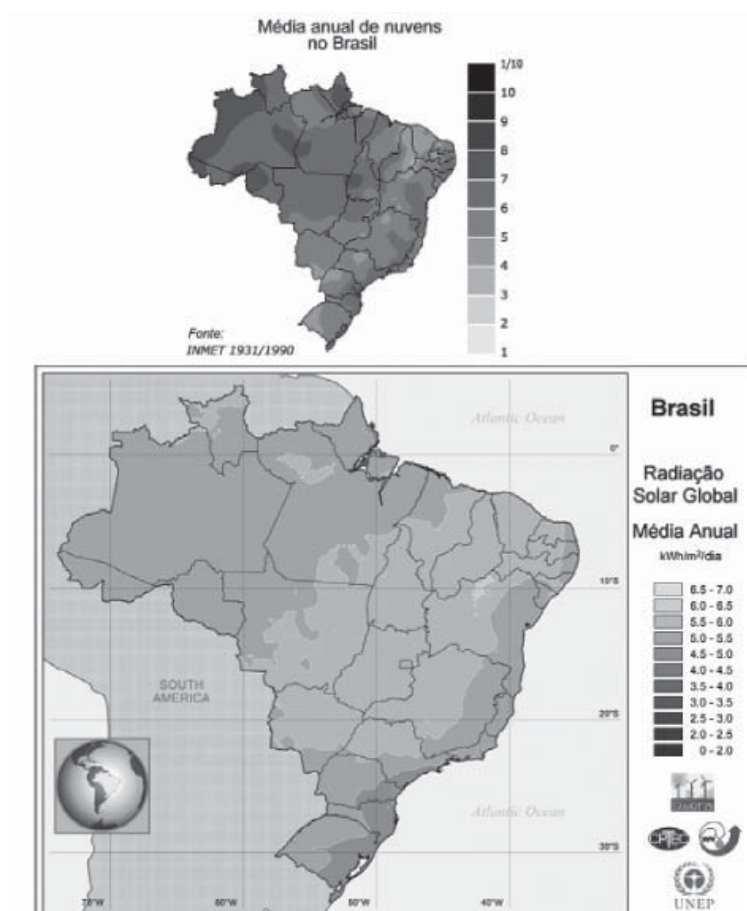 Média anual de nuvens
no Brasil
1/10
10
9
8
7
6
5
4
3
2
1
Fonte:
INMET 1931/1990
Atlantic Ocean
0°
10°S
SOUTH
AMERICA
20°S
Atlantic Ocean
30°S
70°W
60°W
50°W
40°W
Brasil
Radiação
Solar Global
Média Anual
kWh/m²/dia
6.5 - 7.0
6.0 - 6.5
5.5 - 6.0
5.0 - 5.5
4.5 - 5.0
4.0 - 4.5
3.5 - 4.0
3.0 - 3.5
2.5 - 3.0
2.0 - 2.5
0 - 2.0
CPTEC
UNEP